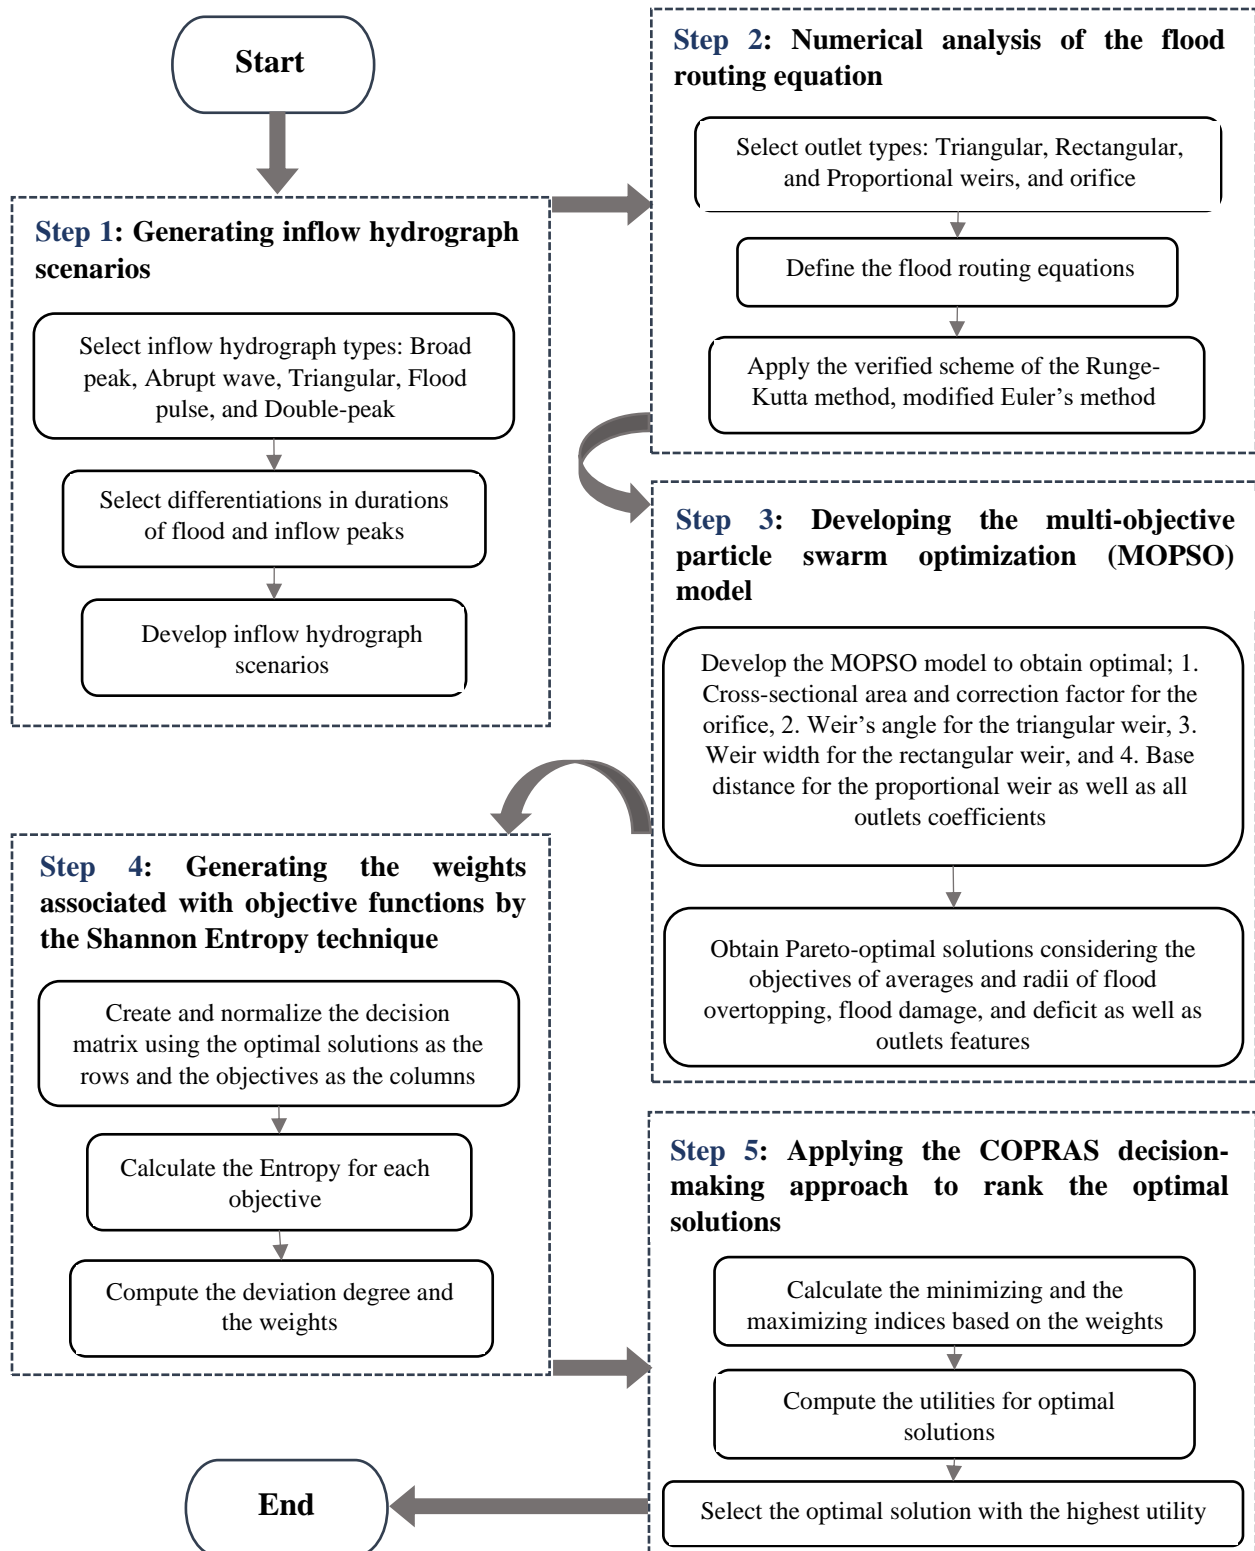 Start
Step 1: Generating inflow hydrograph
scenarios
Select inflow hydrograph types: Broad
peak, Abrupt wave, Triangular, Flood
pulse, and Double-peak
Select differentiations in durations
of flood and inflow peaks
Develop inflow hydrograph
scenarios
Step 2: Numerical analysis of the flood
routing equation
Select outlet types: Triangular, Rectangular,
and Proportional weirs, and orifice
Define the flood routing equations
Apply the verified scheme of the Runge-
Kutta method, modified Euler’s method
Step 3: Developing the multi-objective
particle swarm optimization (MOPSO)
model
Develop the MOPSO model to obtain optimal; 1.
Cross-sectional area and correction factor for the
orifice, 2. Weir’s angle for the triangular weir, 3.
Weir width for the rectangular weir, and 4. Base
distance for the proportional weir as well as all
outlets coefficients
Obtain Pareto-optimal solutions considering the
objectives of averages and radii of flood
overtopping, flood damage, and deficit as well as
outlets features
Step 4: Generating the weights
associated with objective functions by
the Shannon Entropy technique
Create and normalize the decision
matrix using the optimal solutions as the
rows and the objectives as the columns
Calculate the Entropy for each
objective
Compute the deviation degree and
the weights
Step 5: Applying the COPRAS decision-
making approach to rank the optimal
solutions
Calculate the minimizing and the
maximizing indices based on the weights
Compute the utilities for optimal
solutions
Select the optimal solution with the highest utility
End